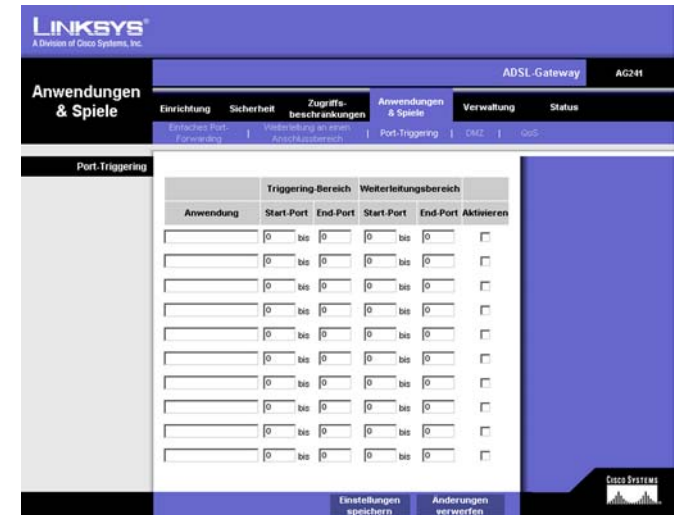 LINKSYS®
A Division of Cisco Systems, Inc.
ADSL-Gateway AG241
Anwendungen
& Spiele
Einrichtung Sicherheit Zugriffs-
beschränkungen Anwendungen
& Spiele Verwaltung Status
Einfaches Port-
Forwarding | Weiterleitung an einen
Anschlussbereich | Port-Triggering | DMZ | QoS
Port-Triggering
Triggering-Bereich Weiterleitungsbereich
Anwendung Start-Port End-Port Start-Port End-Port Aktivieren
0 bis 0 0 bis 0
0 bis 0 0 bis 0
0 bis 0 0 bis 0
0 bis 0 0 bis 0
0 bis 0 0 bis 0
0 bis 0 0 bis 0
0 bis 0 0 bis 0
0 bis 0 0 bis 0
0 bis 0 0 bis 0
0 bis 0 0 bis 0
CISCO SYSTEMS
Einstellungen
speichern Änderungen
verwerfen